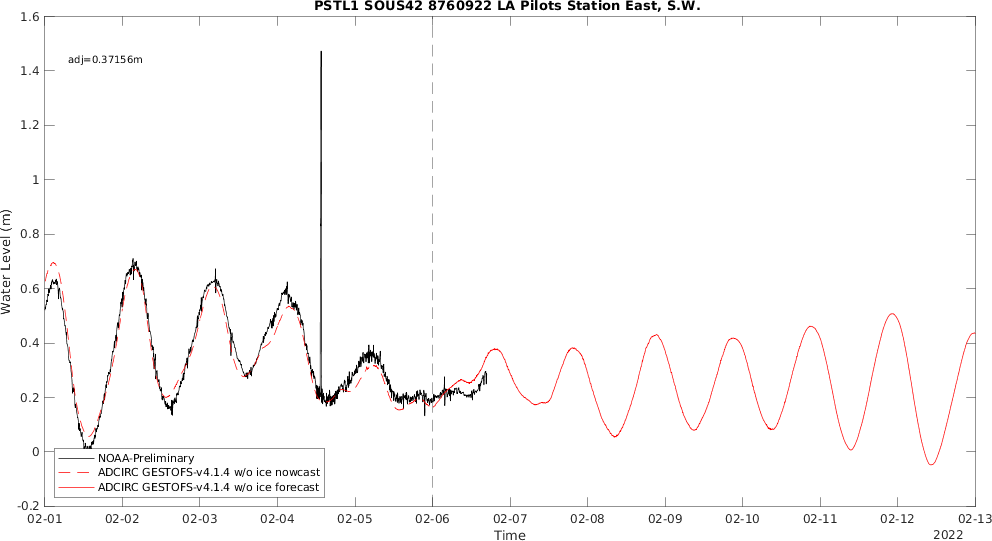 PSTL1 SOUS42 8760922 LA Pilots Station East, S.W.
adj=0.37156m
1.6
1.4
1.2
1
0.8
0.6
0.4
0.2
0
-0.2
Water Level (m)
NOAA-Preliminary
ADCIRC GESTOFS-v4.1.4 w/o ice nowcast
ADCIRC GESTOFS-v4.1.4 w/o ice forecast
02-01 02-02 02-03 02-04 02-05 02-06 02-07 02-08 02-09 02-10 02-11 02-12 02-13
Time
2022